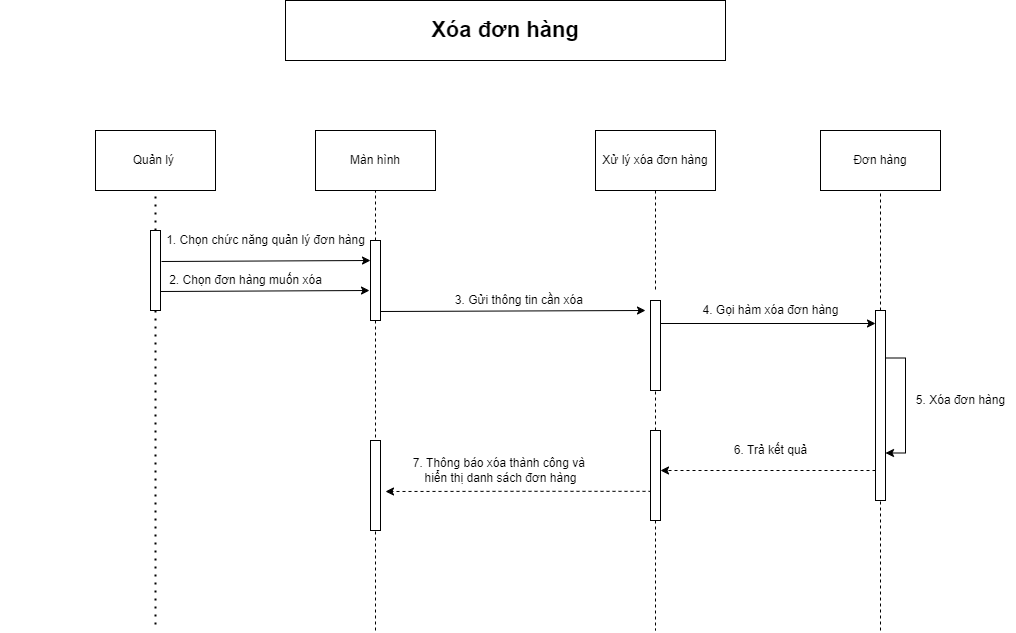 Xóa đơn hàng
Quản lý
Màn hình
Xử lý xóa đơn hàng
Đơn hàng
1. Chọn chức năng quản lý đơn hàng
2. Chọn đơn hàng muốn xóa
3. Gửi thông tin cần xóa
4. Gọi hàm xóa đơn hàng
5. Xóa đơn hàng
6. Trả kết quả
7. Thông báo xóa thành công và
hiển thị danh sách đơn hàng